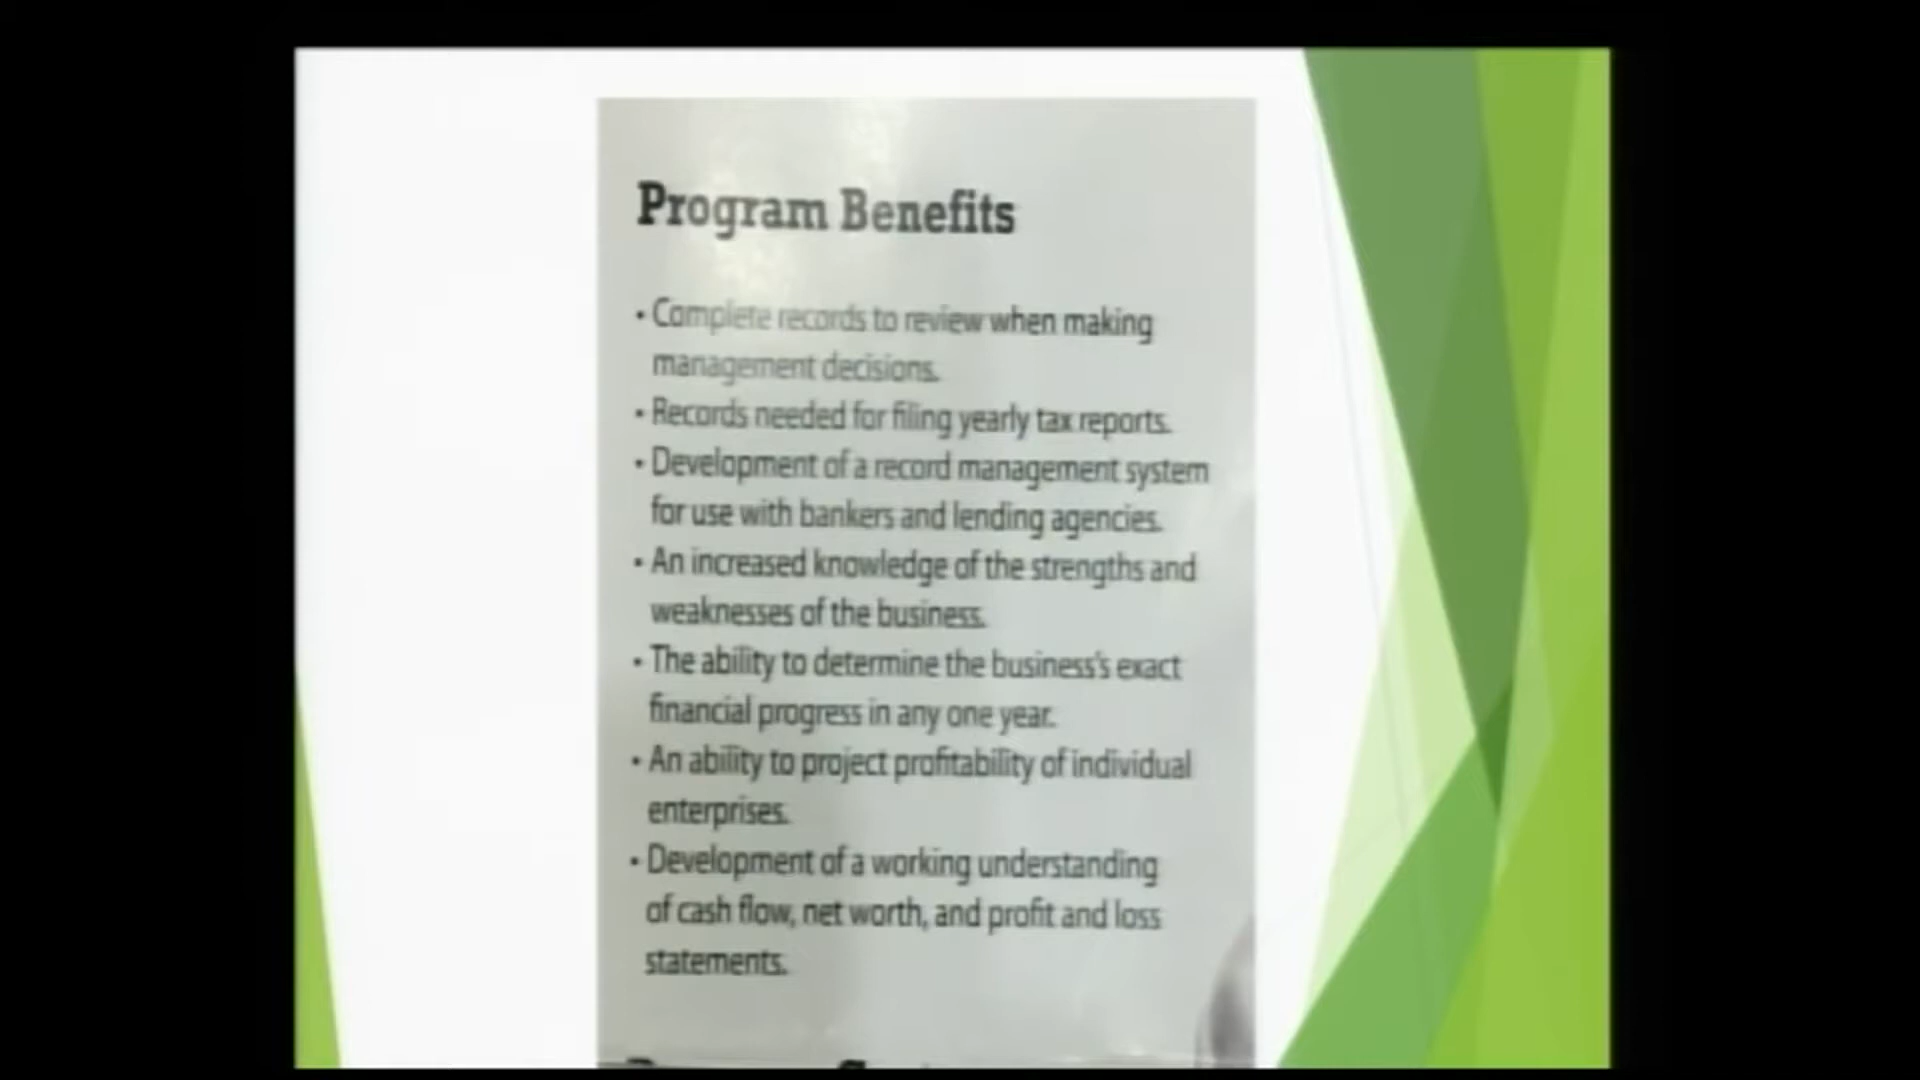 Program Benefits
• Complete records to review when making
management decisions.
• Records needed for filing yearly tax reports.
• Development of a record management system
for use with bankers and lending agencies.
• An increased knowledge of the strengths and
weaknesses of the business.
• The ability to determine the business's exact
financial progress in any one year.
• An ability to project profitability of individual
enterprises.
• Development of a working understanding
of cash flow, net worth, and profit and loss
statements.